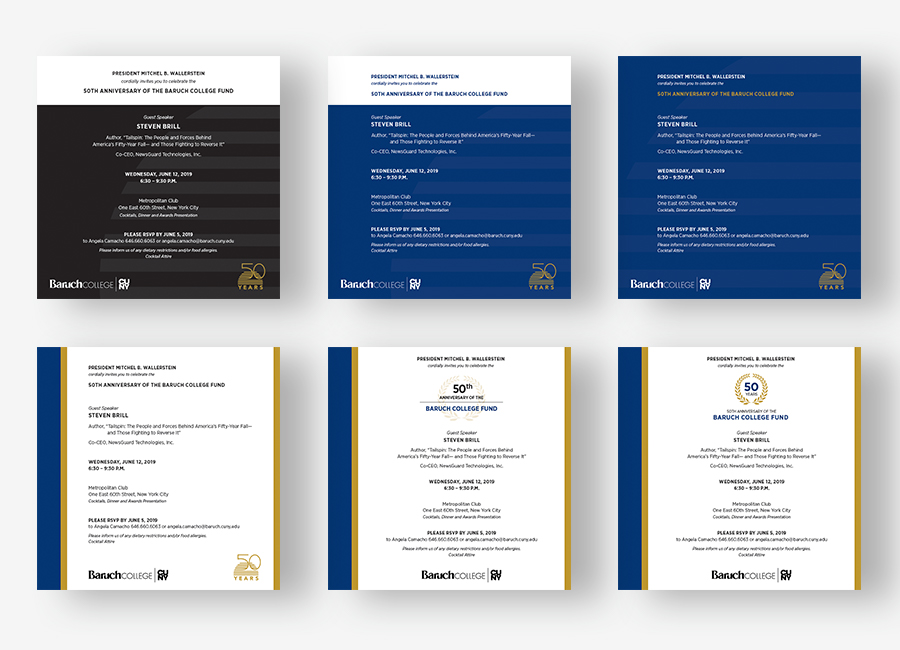 PRESIDENT MITCHEL B. WALLERSTEIN
cordially invites you to celebrate the
50TH ANNIVERSARY OF THE BARUCH COLLEGE FUND
Guest Speaker
STEVEN BRILL
Author, "Tailspin: The People and Forces Behind
America's Fifty-Year Fall— and Those Fighting to Reverse It"
Co-CEO, NewsGuard Technologies, Inc.
WEDNESDAY, JUNE 12, 2019
6:30 – 9:30 P.M.
Metropolitan Club
One East 60th Street, New York City
Cocktails, Dinner and Awards Presentation
PLEASE RSVP BY JUNE 5, 2019
to Angela Camacho 646.660.6063 or angela.camacho@baruch.cuny.edu
Please inform us of any dietary restrictions and/or food allergies.
Cocktail Attire
BaruchCOLLEGE CUNY
50 YEARS
PRESIDENT MITCHEL B. WALLERSTEIN
cordially invites you to celebrate the
50TH ANNIVERSARY OF THE BARUCH COLLEGE FUND
Guest Speaker
STEVEN BRILL
Author, "Tailspin: The People and Forces Behind America's Fifty-Year Fall—
and Those Fighting to Reverse It"
Co-CEO, NewsGuard Technologies, Inc.
WEDNESDAY, JUNE 12, 2019
6:30 – 9:30 P.M.
Metropolitan Club
One East 60th Street, New York City
Cocktails, Dinner and Awards Presentation
PLEASE RSVP BY JUNE 5, 2019
to Angela Camacho 646.660.6063 or angela.camacho@baruch.cuny.edu
Please inform us of any dietary restrictions and/or food allergies.
Cocktail Attire
BaruchCOLLEGE CUNY
50 YEARS
PRESIDENT MITCHEL B. WALLERSTEIN
cordially invites you to celebrate the
50TH ANNIVERSARY OF THE BARUCH COLLEGE FUND
Guest Speaker
STEVEN BRILL
Author, "Tailspin: The People and Forces Behind America's Fifty-Year Fall—
and Those Fighting to Reverse It"
Co-CEO, NewsGuard Technologies, Inc.
WEDNESDAY, JUNE 12, 2019
6:30 – 9:30 P.M.
Metropolitan Club
One East 60th Street, New York City
Cocktails, Dinner and Awards Presentation
PLEASE RSVP BY JUNE 5, 2019
to Angela Camacho 646.660.6063 or angela.camacho@baruch.cuny.edu
Please inform us of any dietary restrictions and/or food allergies.
Cocktail Attire
BaruchCOLLEGE CUNY
50 YEARS
PRESIDENT MITCHEL B. WALLERSTEIN
cordially invites you to celebrate the
50TH ANNIVERSARY OF THE BARUCH COLLEGE FUND
Guest Speaker
STEVEN BRILL
Author, "Tailspin: The People and Forces Behind America's Fifty-Year Fall—
and Those Fighting to Reverse It"
Co-CEO, NewsGuard Technologies, Inc.
WEDNESDAY, JUNE 12, 2019
6:30 – 9:30 P.M.
Metropolitan Club
One East 60th Street, New York City
Cocktails, Dinner and Awards Presentation
PLEASE RSVP BY JUNE 5, 2019
to Angela Camacho 646.660.6063 or angela.camacho@baruch.cuny.edu
Please inform us of any dietary restrictions and/or food allergies.
Cocktail Attire
BaruchCOLLEGE CUNY
50 YEARS
PRESIDENT MITCHEL B. WALLERSTEIN
cordially invites you to celebrate the
50th
ANNIVERSARY OF THE
BARUCH COLLEGE FUND
Guest Speaker
STEVEN BRILL
Author, "Tailspin: The People and Forces Behind
America's Fifty-Year Fall— and Those Fighting to Reverse It"
Co-CEO, NewsGuard Technologies, Inc.
WEDNESDAY, JUNE 12, 2019
6:30 – 9:30 P.M.
Metropolitan Club
One East 60th Street, New York City
Cocktails, Dinner and Awards Presentation
PLEASE RSVP BY JUNE 5, 2019
to Angela Camacho 646.660.6063 or angela.camacho@baruch.cuny.edu
Please inform us of any dietary restrictions and/or food allergies.
Cocktail Attire
BaruchCOLLEGE CUNY
PRESIDENT MITCHEL B. WALLERSTEIN
cordially invites you to celebrate the
50
YEARS
50TH ANNIVERSARY OF THE
BARUCH COLLEGE FUND
Guest Speaker
STEVEN BRILL
Author, "Tailspin: The People and Forces Behind
America's Fifty-Year Fall— and Those Fighting to Reverse It"
Co-CEO, NewsGuard Technologies, Inc.
WEDNESDAY, JUNE 12, 2019
6:30 – 9:30 P.M.
Metropolitan Club
One East 60th Street, New York City
Cocktails, Dinner and Awards Presentation
PLEASE RSVP BY JUNE 5, 2019
to Angela Camacho 646.660.6063 or angela.camacho@baruch.cuny.edu
Please inform us of any dietary restrictions and/or food allergies.
Cocktail Attire
BaruchCOLLEGE CUNY